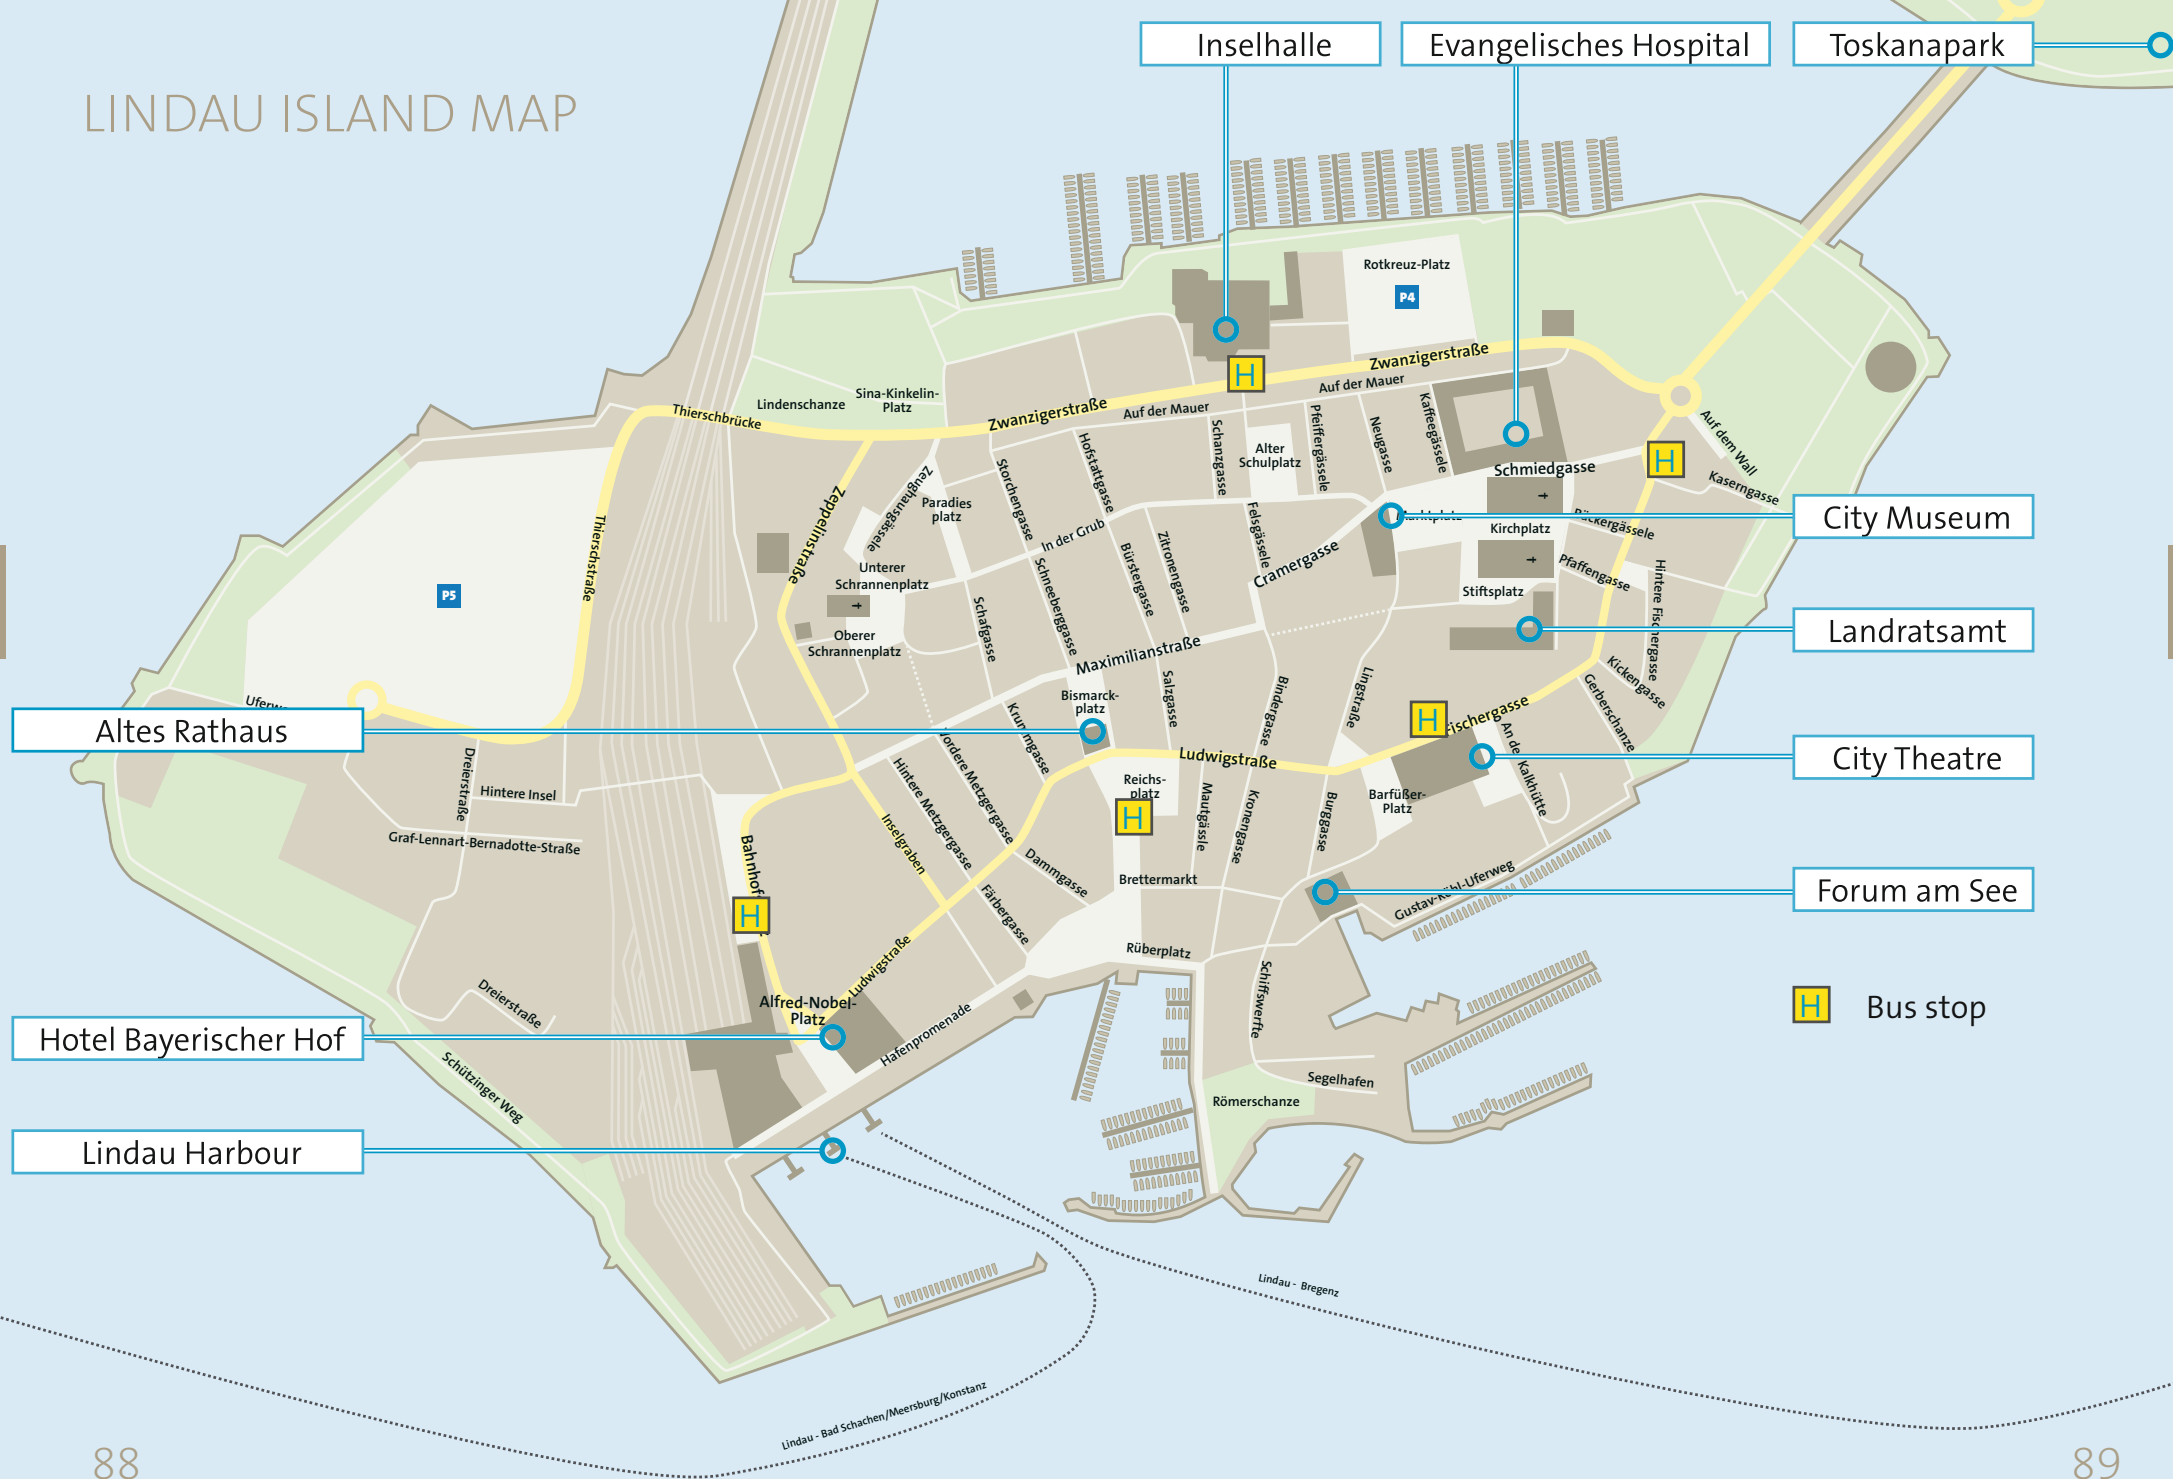 Inselhalle
Evangelisches Hospital
Toskanapark
LINDAU ISLAND MAP
Rotkreuz-Platz
P4
Zwanzigerstraße
H
Auf der Mauer
Sina-Kinkelin-
Platz
Lindenschanze
Thierschbrücke
Zwanzigerstraße
Auf der Mauer
Hofstattgasse
Schanzgasse
Alter
Schulplatz
Pfeiffergässele
Neugasse
Kaffeegässele
Schmiedgasse
H
Auf dem Wall
Kaserngasse
Zeughausgässele
Storchengasse
Paradies
platz
Zeppelinstraße
Thierschstraße
In der Grub
Felsgässele
Cramergasse
Marktplatz
City Museum
Kirchplatz
Bäckergässele
Pfaffengasse
Hintere Fischergasse
P5
Unterer
Schrannenplatz
Schneeberggasse
Bürstergasse
Zitronengasse
Stiftsplatz
Landratsamt
Oberer
Schrannenplatz
Schafgasse
Maximilianstraße
Kickengasse
Gerberschanze
Bismarck-
platz
Salzgasse
Bindergasse
Lingstraße
Altes Rathaus
Krummgasse
H
Fischergasse
An der Kalkhütte
City Theatre
Dreierstraße
Hintere Insel
Vordere Metzgergasse
Hintere Metzgergasse
Ludwigstraße
Reichs-
platz
H
Mautgässle
Kronengasse
Burggasse
Barfüßer-
Platz
Graf-Lennart-Bernadotte-Straße
Inselgraben
Dammgasse
Brettermarkt
Forum am See
Gustav-Röhl-Uferweg
H
Färbergasse
Rüberplatz
Ludwigstraße
Schiffswerfte
Dreierstraße
Alfred-Nobel-
Platz
H
Bus stop
Hotel Bayerischer Hof
Hafenpromenade
Segelhafen
Schützinger Weg
Römerschanze
Lindau Harbour
Lindau - Bregenz
Lindau - Bad Schachen/Meersburg/Konstanz
88
89